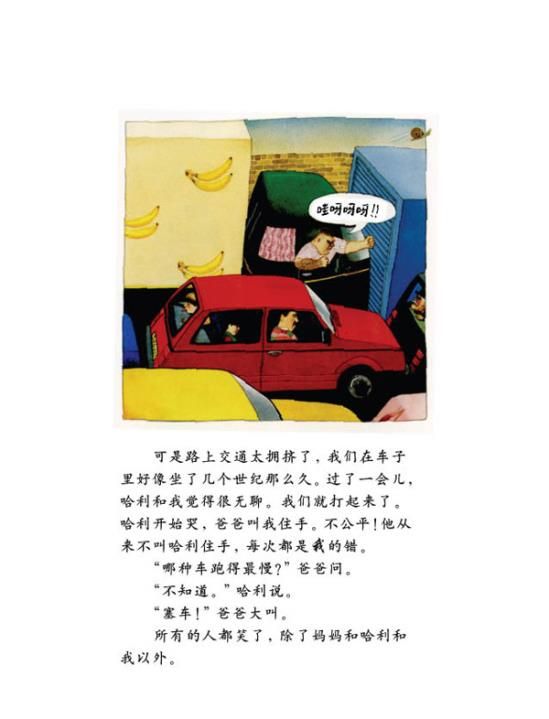 哇呀呀呀!!
可是路上交通太拥挤了，我们在车子
里好像坐了几个世纪那么久。过了一会儿，
哈利和我觉得很无聊。我们就打起来了。
哈利开始哭，爸爸叫我住手。不公平！他从
来不叫哈利住手，每次都是我的错。
“哪种车跑得最慢？”爸爸问。
“不知道。”哈利说。
“塞车！”爸爸大叫。
所有的人都笑了，除了妈妈和哈利和
我以外。